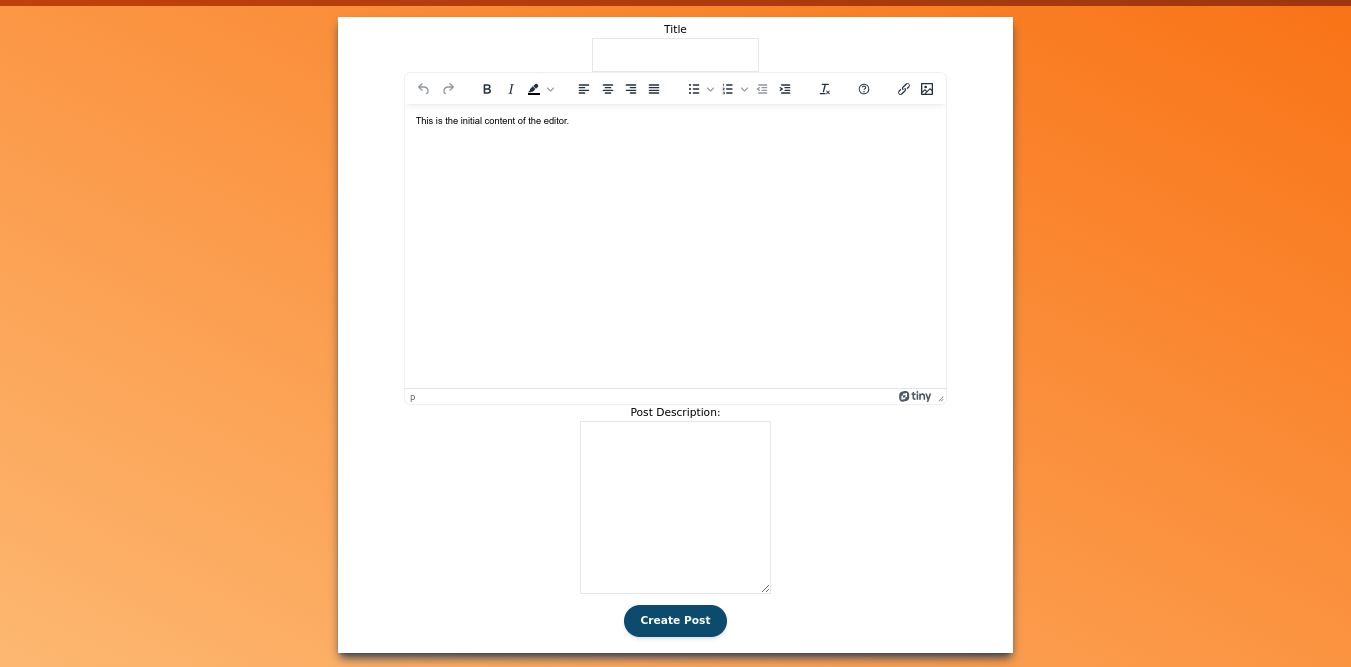 Title
This is the initial content of the editor.
p
tiny
Post Description:
Create Post